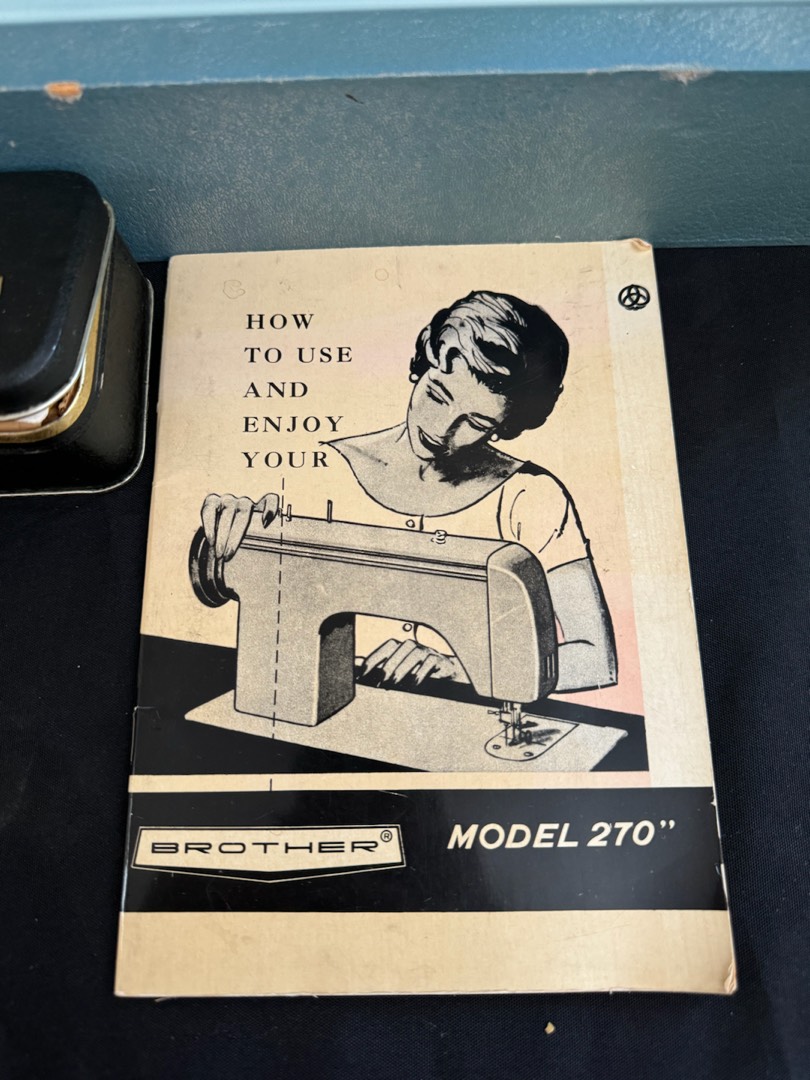 HOW
TO USE
AND
ENJOY
YOUR
BROTHER®
MODEL 270”